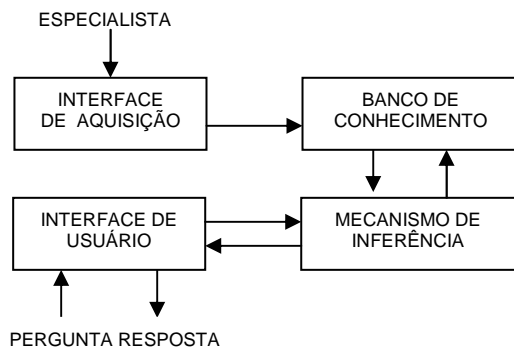 ESPECIALISTA
INTERFACE
DE AQUISIÇÃO
BANCO DE
CONHECIMENTO
INTERFACE DE
USUÁRIO
MECANISMO DE
INFERÊNCIA
PERGUNTA RESPOSTA